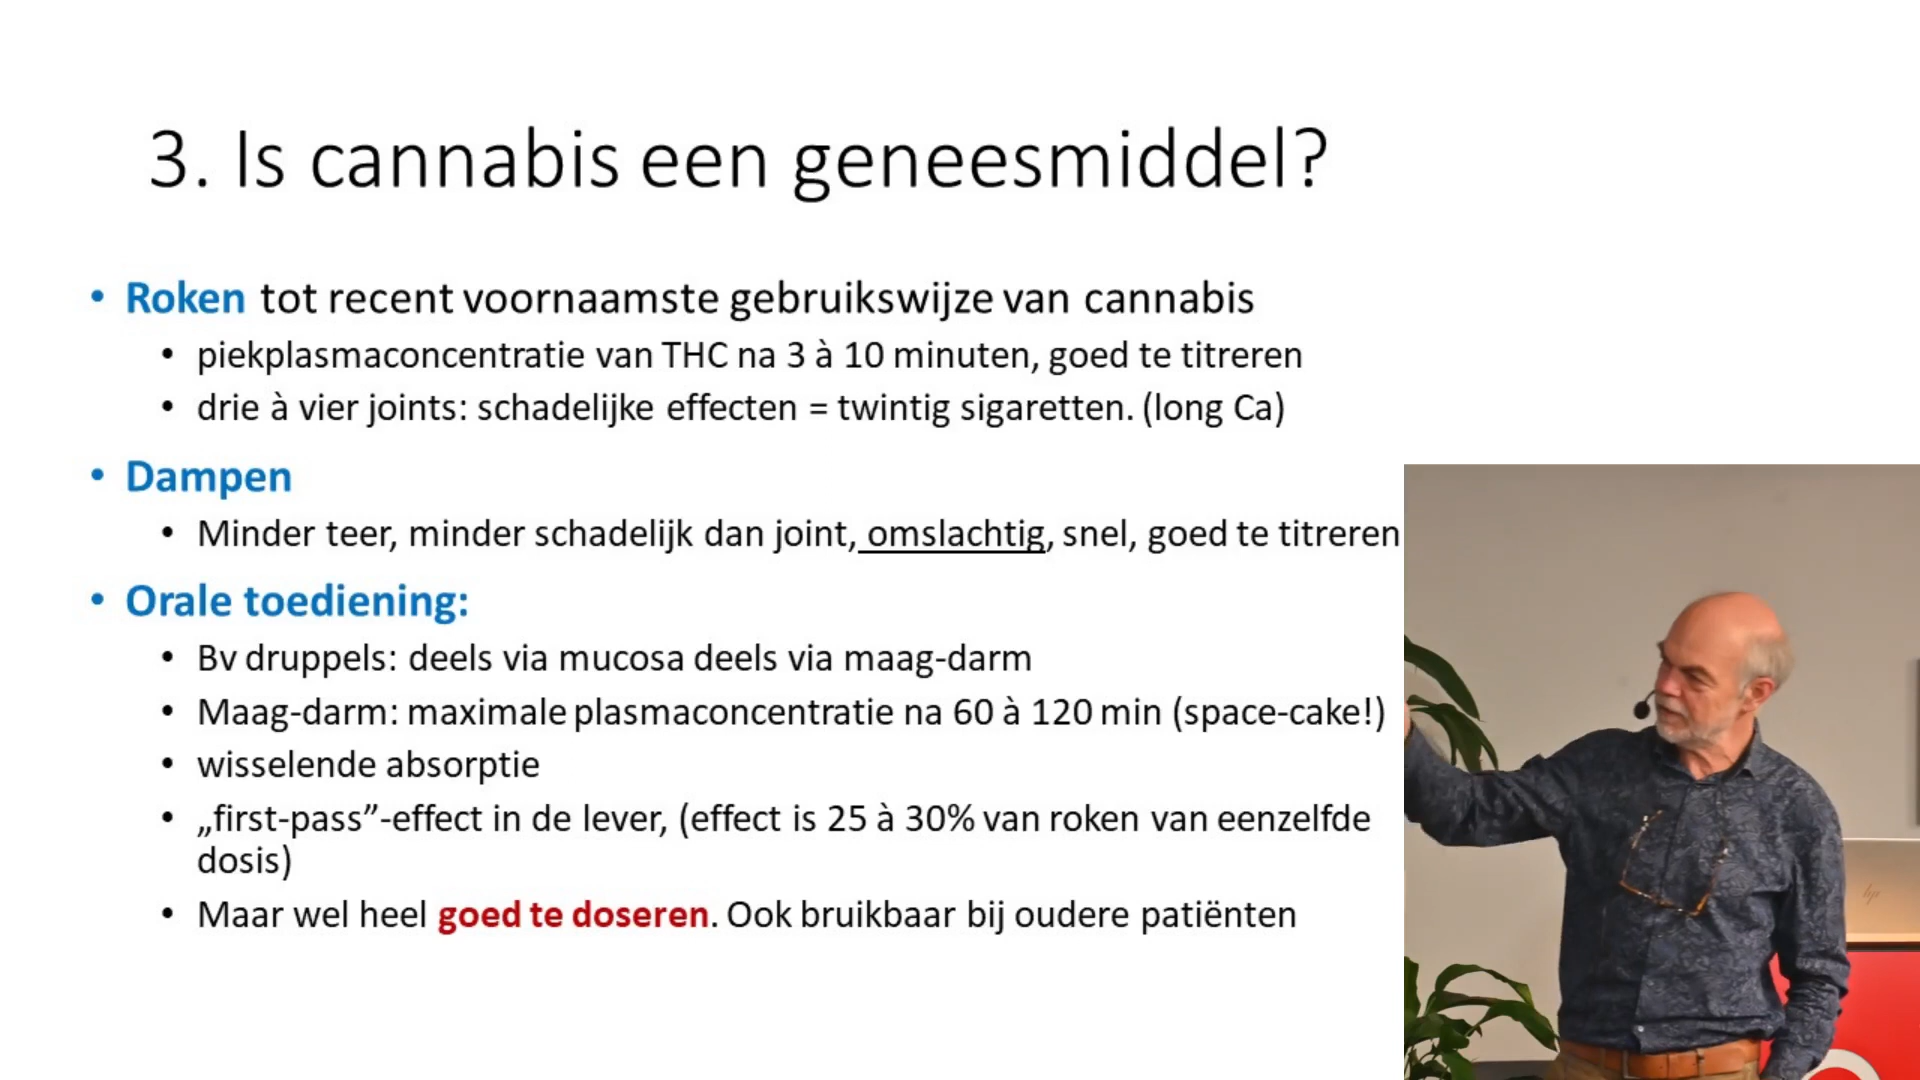 3. Is cannabis een geneesmiddel?
• Roken tot recent voornaamste gebruikswijze van cannabis
• piekplasmaconcentratie van THC na 3 à 10 minuten, goed te titreren
• drie à vier joints: schadelijke effecten = twintig sigaretten. (long Ca)
• Dampen
• Minder teer, minder schadelijk dan joint, omslachtig, snel, goed te titreren
• Orale toediening:
• Bv druppels: deels via mucosa deels via maag-darm
• Maag-darm: maximale plasmaconcentratie na 60 à 120 min (space-cake!)
• wisselende absorptie
• „first-pass”-effect in de lever, (effect is 25 à 30% van roken van eenzelfde
dosis)
• Maar wel heel goed te doseren. Ook bruikbaar bij oudere patiënten
hp